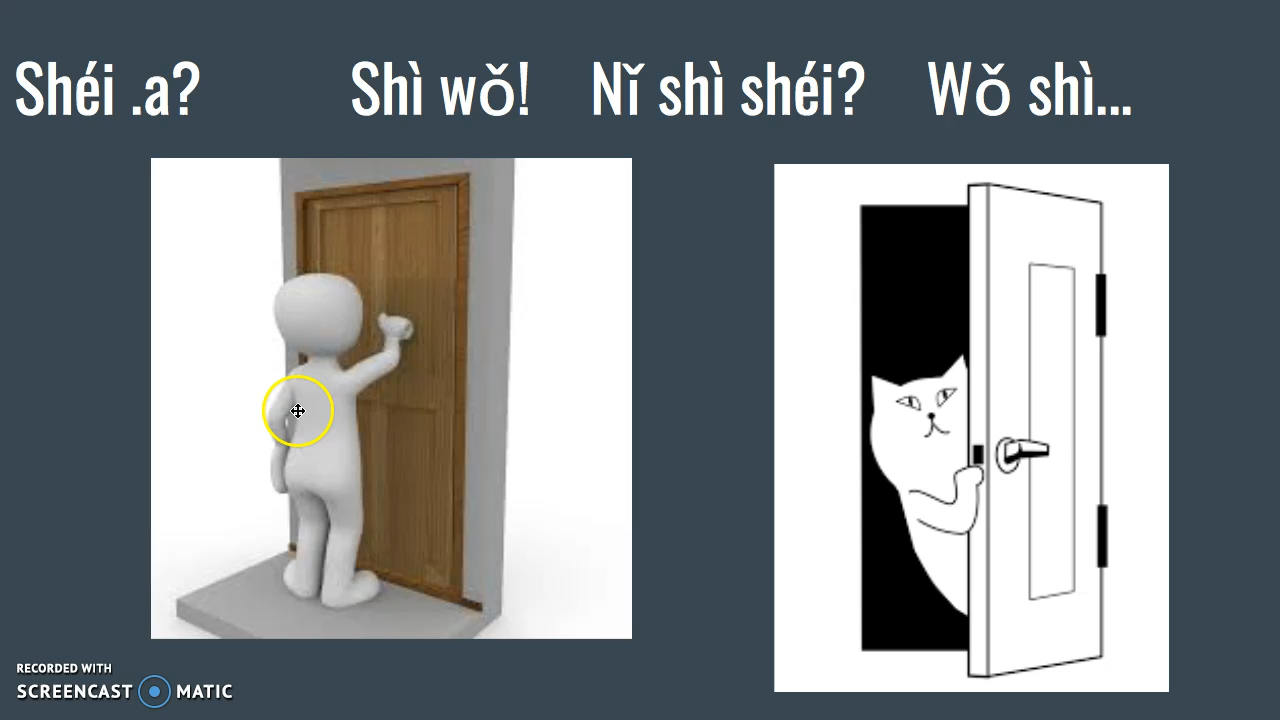 Shéi .a? Shì wǒ! Nǐ shì shéi? Wǒ shì...
RECORDED WITH
SCREENCAST MATIC